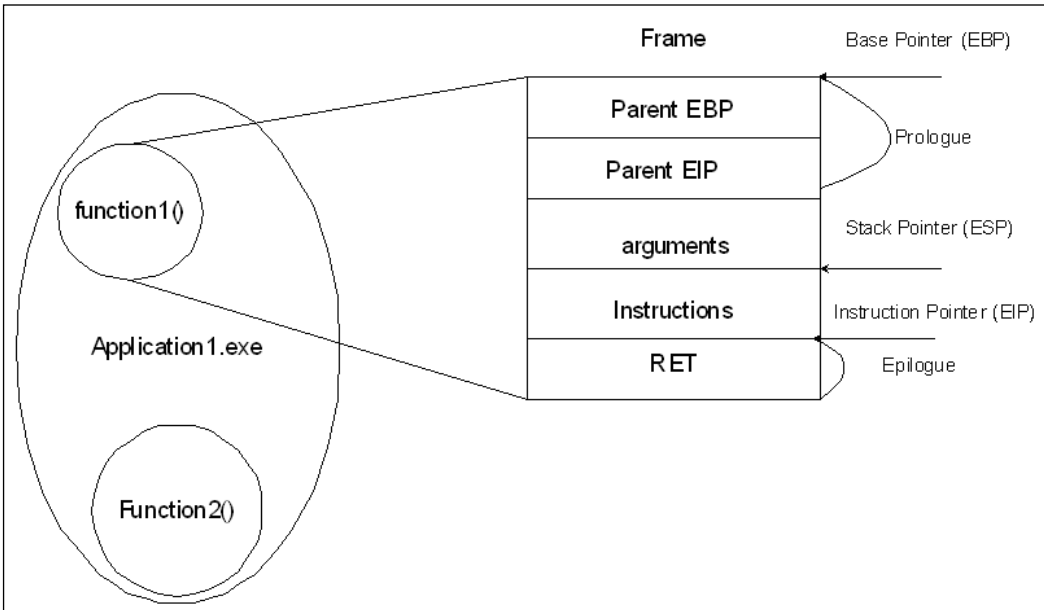 Frame
Base Pointer (EBP)
Parent EBP
Prologue
Parent EIP
function1()
Stack Pointer (ESP)
arguments
Instructions
Instruction Pointer (EIP)
Application1.exe
RET
Epilogue
Function2()